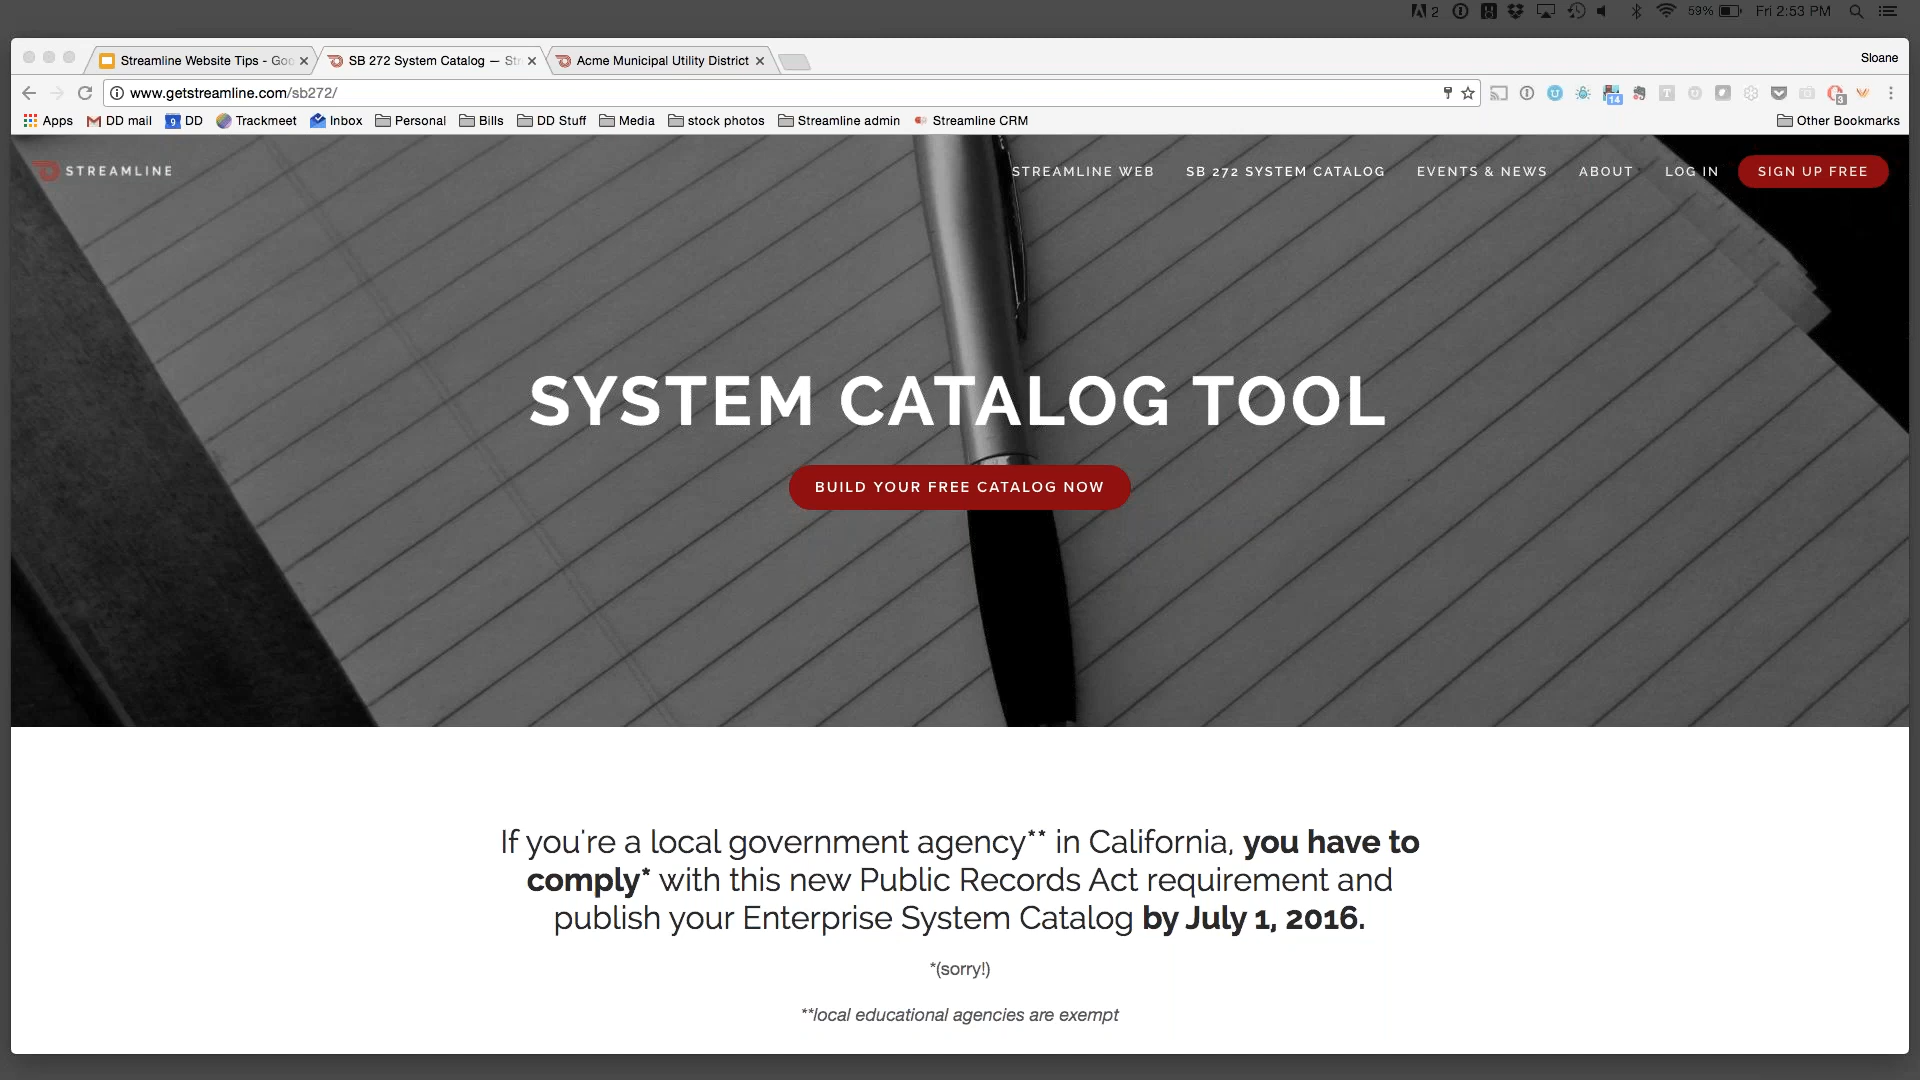 2 59% Fri 2:53 PM
Streamline Website Tips - Goo
SB 272 System Catalog — Str
Acme Municipal Utility District
Sloane
www.getstreamline.com/sb272/
14
3
Apps DD mail 9 DD Trackmeet Inbox Personal Bills DD Stuff Media stock photos Streamline admin Streamline CRM Other Bookmarks
STREAMLINE
STREAMLINE WEB SB 272 SYSTEM CATALOG EVENTS & NEWS ABOUT LOG IN SIGN UP FREE
SYSTEM CATALOG TOOL
BUILD YOUR FREE CATALOG NOW
If you're a local government agency** in California, you have to
comply* with this new Public Records Act requirement and
publish your Enterprise System Catalog by July 1, 2016.
*(sorry!)
**local educational agencies are exempt